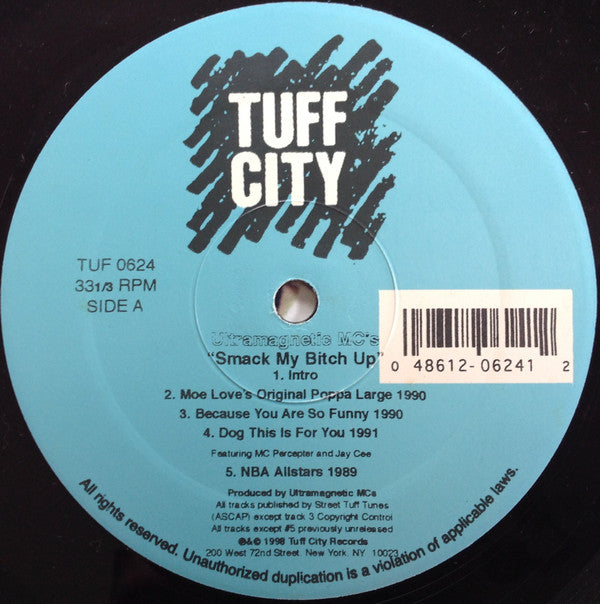 TUFF
CITY
TUF 0624
33 1/3 RPM
SIDE A
Ultramagnetic MC's
"Smack My Bitch Up"
1. Intro
2. Moe Love's Original Poppa Large 1990
3. Because You Are So Funny 1990
4. Dog This Is For You 1991
Featuring MC Percepter and Jay Cee
5. NBA Allstars 1989
Produced by Ultramagnetic MCs
All tracks published by Street Tuff Tunes
(ASCAP) except track 3 Copyright Control
All tracks except #5 previously unreleased
℗&© 1998 Tuff City Records
200 West 72nd Street. New York. NY. 10023
All rights reserved. Unauthorized duplication is a violation of applicable laws.
0 48612-06241 2